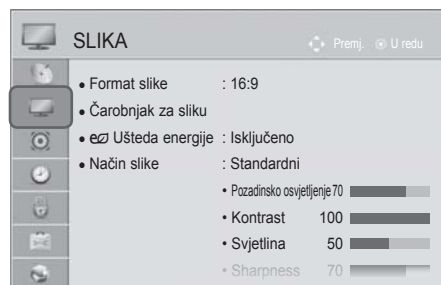 SLIKA Premj. U redu
• Format slike : 16:9
• Čarobnjak za sliku
• Ušteda energije : Isključeno
• Način slike : Standardni
• Pozadinsko osvjetljenje 70
• Kontrast 100
• Svjetlina 50
• Sharpness 70